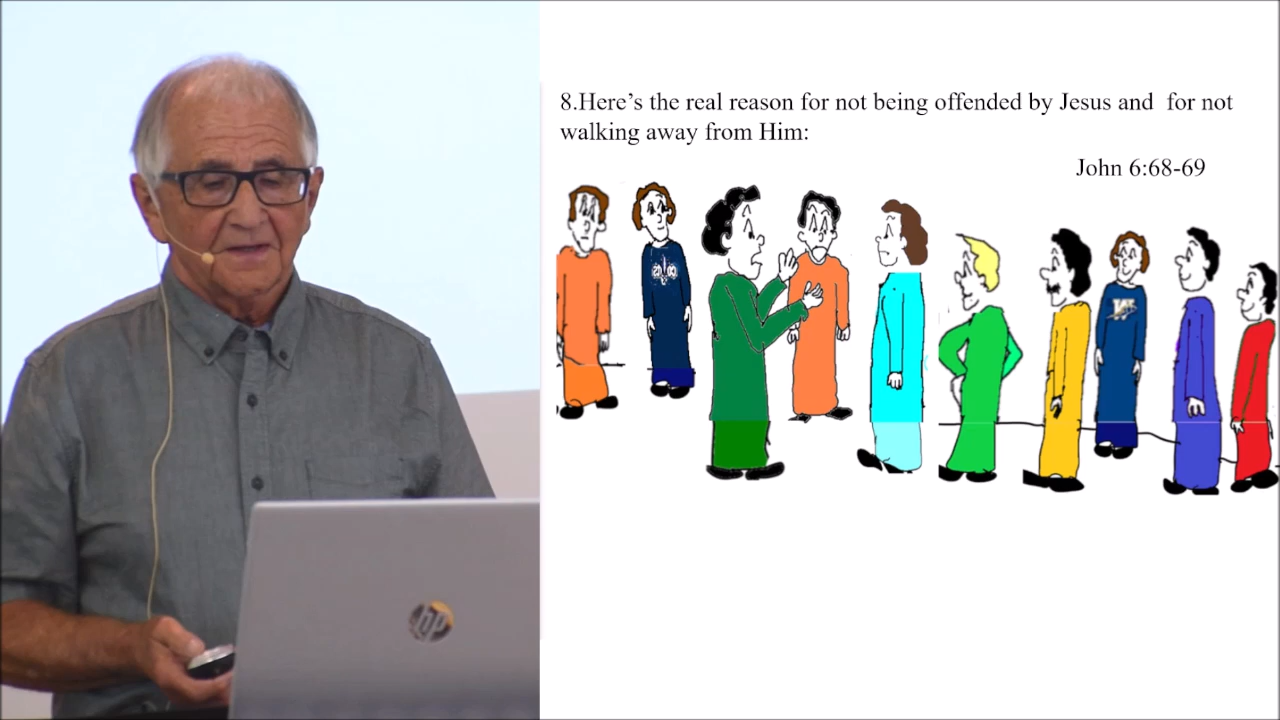 8.Here’s the real reason for not being offended by Jesus and  for not
walking away from Him:
John 6:68-69
hp